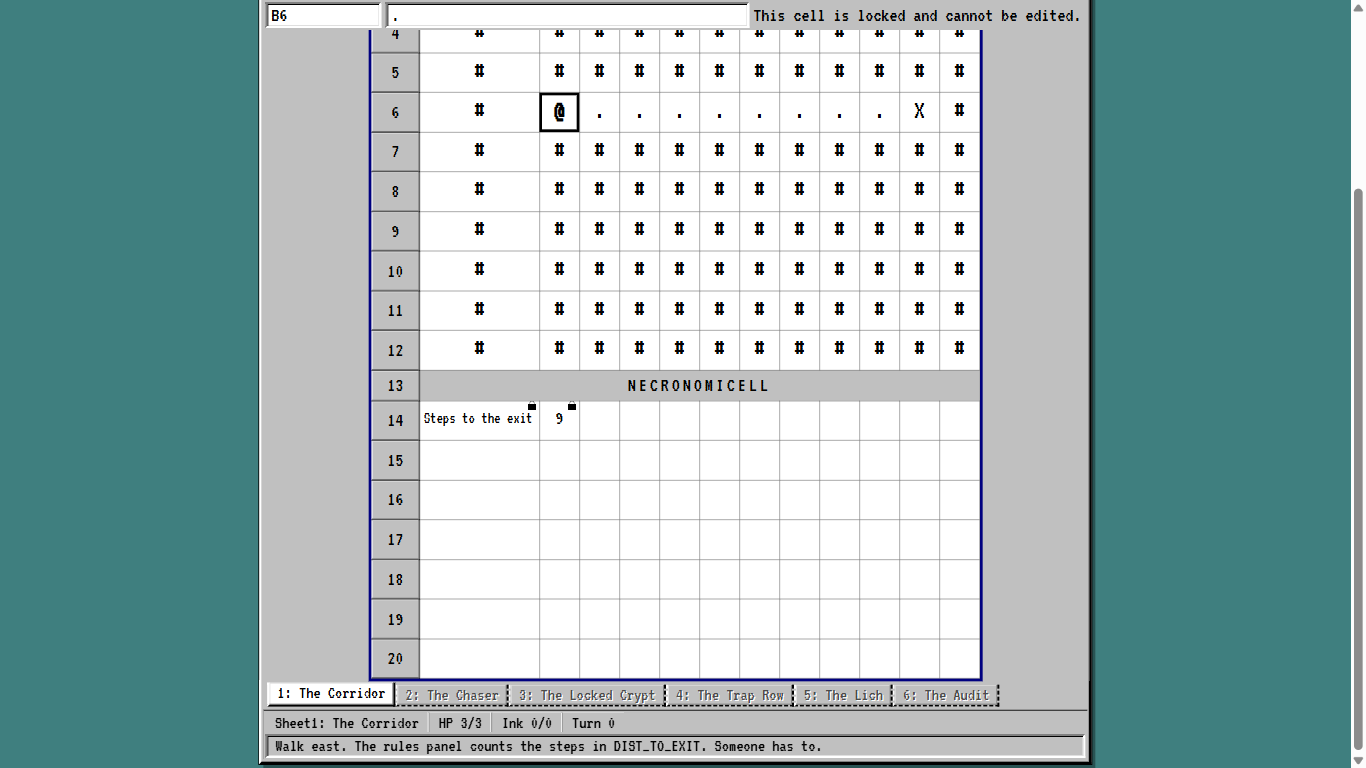 B6 . This cell is locked and cannot be edited.
4 # # # # # # # # # # # #
5 # # # # # # # # # # # #
6 # @ . . . . . . . . X #
7 # # # # # # # # # # # #
8 # # # # # # # # # # # #
9 # # # # # # # # # # # #
10 # # # # # # # # # # # #
11 # # # # # # # # # # # #
12 # # # # # # # # # # # #
13 NECRONOMICELL
14 Steps to the exit 9
15
16
17
18
19
20
1: The Corridor 2: The Chaser 3: The Locked Crypt 4: The Trap Row 5: The Lich 6: The Audit
Sheet1: The Corridor HP 3/3 Ink 0/0 Turn 0
Walk east. The rules panel counts the steps in DIST_TO_EXIT. Someone has to.